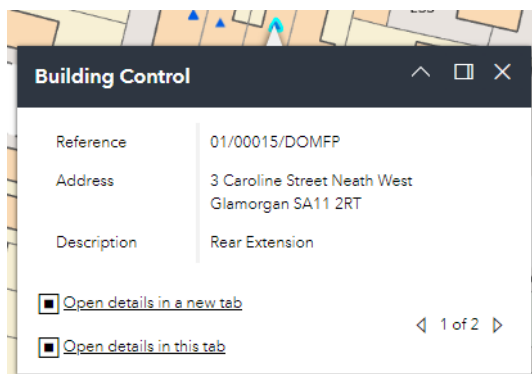 Building Control
Reference 01/00015/DOMFP
Address 3 Caroline Street Neath West
Glamorgan SA11 2RT
Description Rear Extension
Open details in a new tab
1 of 2
Open details in this tab